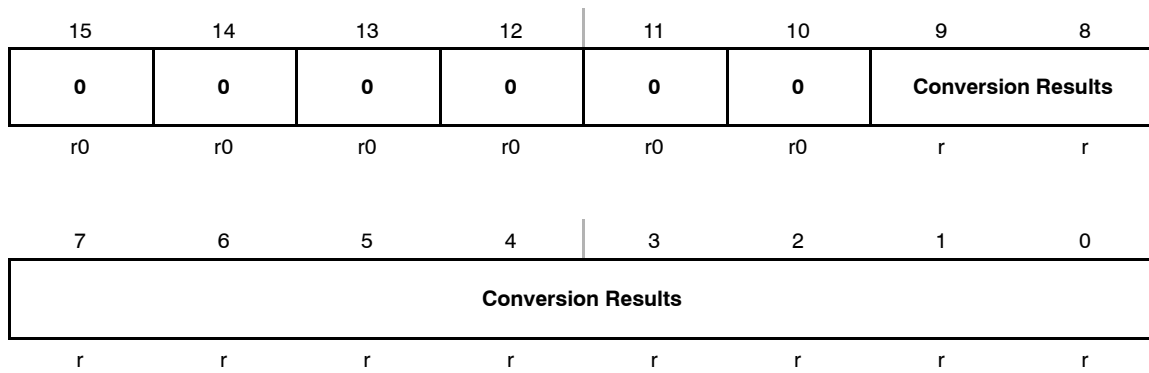 15 14 13 12 11 10 9 8
0 0 0 0 0 0 Conversion Results
r0 r0 r0 r0 r0 r0 r r
7 6 5 4 3 2 1 0
Conversion Results
r r r r r r r r